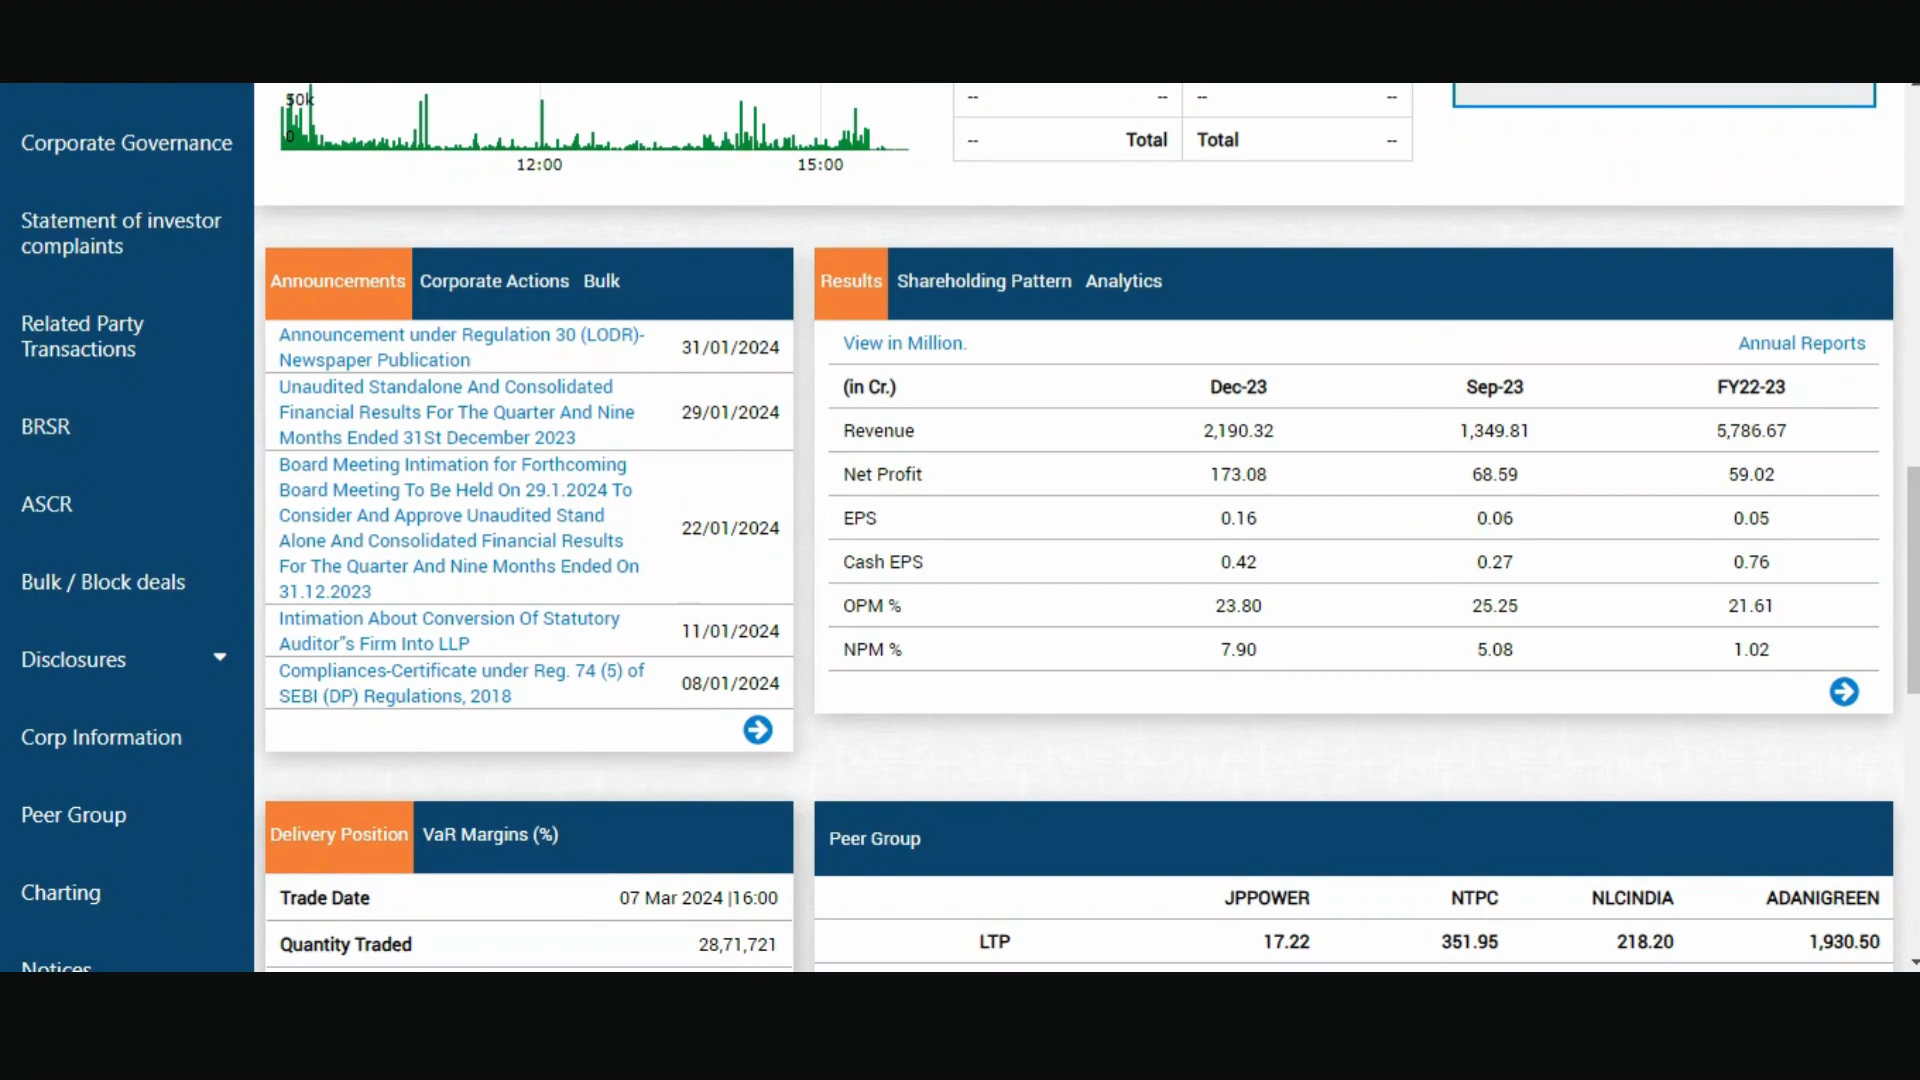 Corporate Governance
Statement of investor
complaints
Related Party
Transactions
BRSR
ASCR
Bulk / Block deals
Disclosures
Corp Information
Peer Group
Charting
Notices
50k
0
12:00 15:00
-- -- -- --
-- Total Total --
Announcements Corporate Actions Bulk
Announcement under Regulation 30 (LODR)-
Newspaper Publication 31/01/2024
Unaudited Standalone And Consolidated
Financial Results For The Quarter And Nine 29/01/2024
Months Ended 31St December 2023
Board Meeting Intimation for Forthcoming
Board Meeting To Be Held On 29.1.2024 To
Consider And Approve Unaudited Stand
Alone And Consolidated Financial Results 22/01/2024
For The Quarter And Nine Months Ended On
31.12.2023
Intimation About Conversion Of Statutory
Auditor"s Firm Into LLP 11/01/2024
Compliances-Certificate under Reg. 74 (5) of
SEBI (DP) Regulations, 2018 08/01/2024
Results Shareholding Pattern Analytics
View in Million. Annual Reports
(in Cr.) Dec-23 Sep-23 FY22-23
Revenue 2,190.32 1,349.81 5,786.67
Net Profit 173.08 68.59 59.02
EPS 0.16 0.06 0.05
Cash EPS 0.42 0.27 0.76
OPM % 23.80 25.25 21.61
NPM % 7.90 5.08 1.02
Delivery Position VaR Margins (%)
Trade Date 07 Mar 2024 |16:00
Quantity Traded 28,71,721
Peer Group
JPPOWER NTPC NLCINDIA ADANIGREEN
LTP 17.22 351.95 218.20 1,930.50